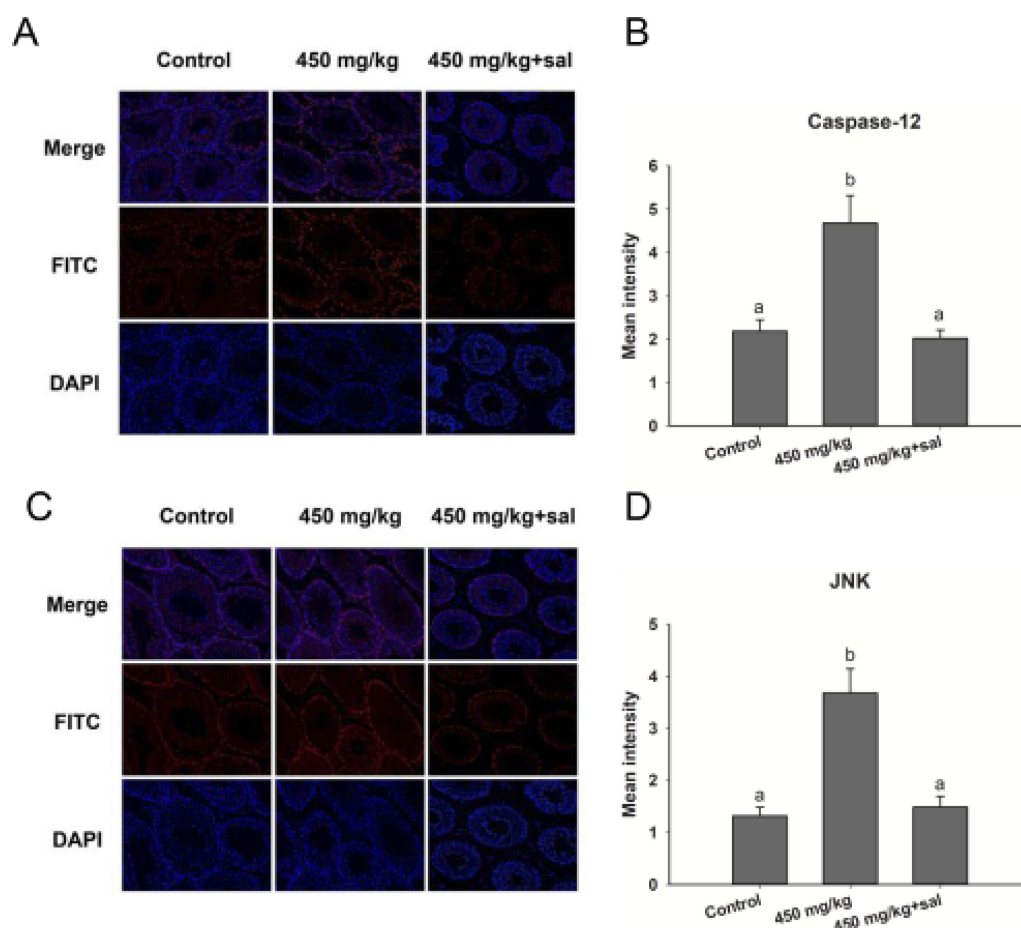 A
Control 450 mg/kg 450 mg/kg+sal
Merge
FITC
DAPI
B
Caspase-12
Mean intensity
6
5
4
3
2
1
0
a
b
a
Control 450 mg/kg 450 mg/kg+sal
C
Control 450 mg/kg 450 mg/kg+sal
Merge
FITC
DAPI
D
JNK
Mean intensity
5
4
3
2
1
0
a
b
a
Control 450 mg/kg 450 mg/kg+sal